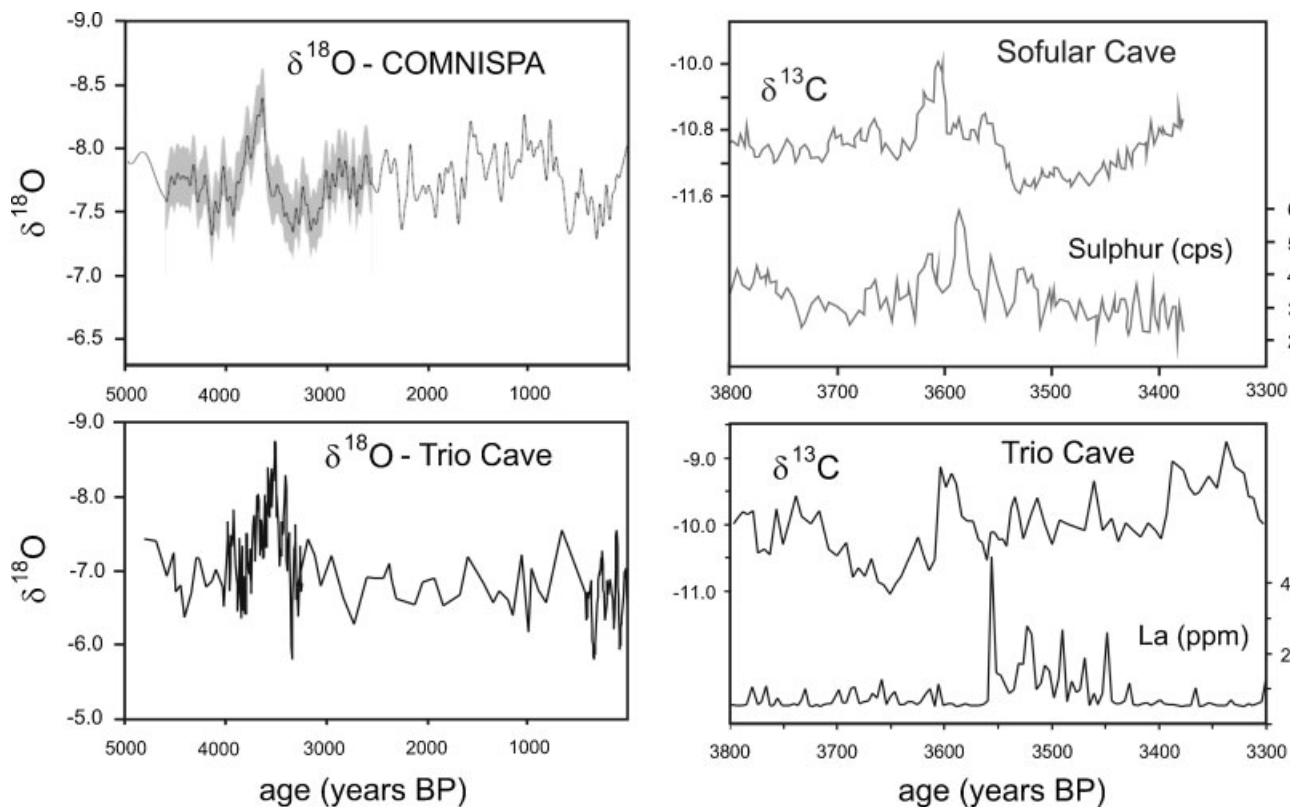 -9.0
δ18O - COMNISPA
-8.5
-8.0
-7.5
-7.0
-6.5
δ18O
5000 4000 3000 2000 1000
Sofular Cave
δ13C
-10.0
-10.8
-11.6
Sulphur (cps)
5
4
3
2
3800 3700 3600 3500 3400 3300
-9.0
δ18O - Trio Cave
-8.0
-7.0
-6.0
-5.0
δ18O
5000 4000 3000 2000 1000
age (years BP)
δ13C
Trio Cave
-9.0
-10.0
-11.0
La (ppm)
4
2
3800 3700 3600 3500 3400 3300
age (years BP)